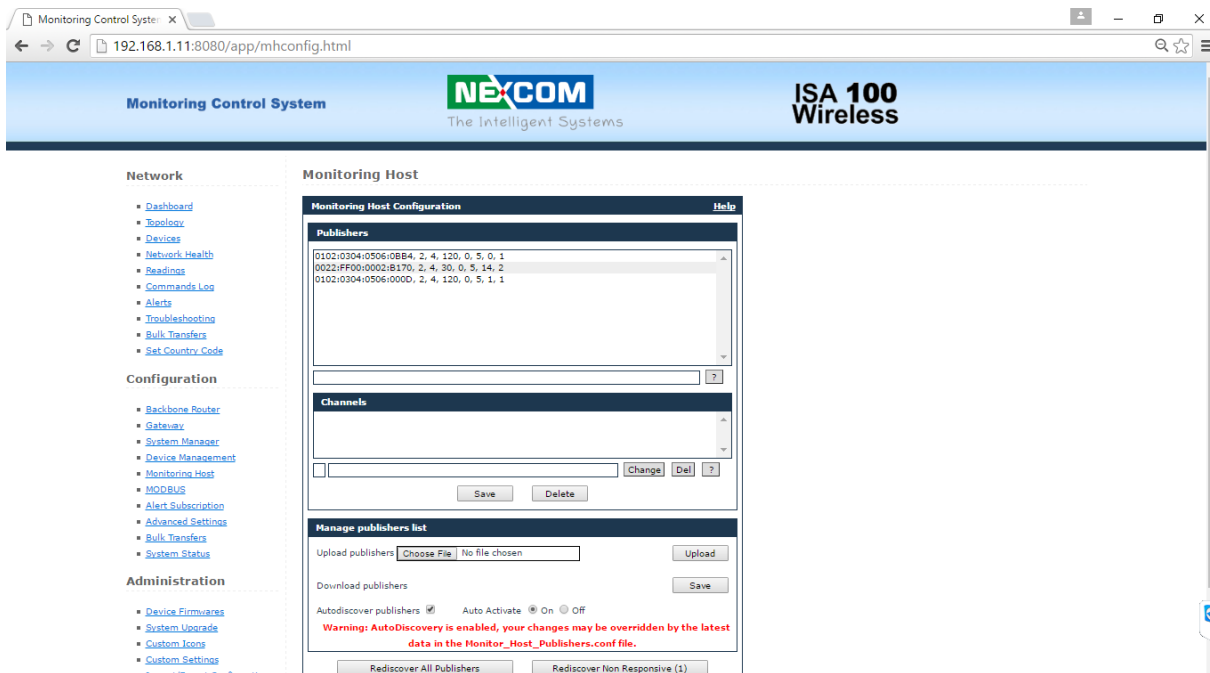 Monitoring Control System
192.168.1.11:8080/app/mhconfig.html
Monitoring Control System
NEXCOM
The Intelligent Systems
ISA 100
Wireless
Network
Dashboard
Topology
Devices
Network Health
Readings
Commands Log
Alerts
Troubleshooting
Bulk Transfers
Set Country Code
Configuration
Backbone Router
Gateway
System Manager
Device Management
Monitoring Host
MODBUS
Alert Subscription
Advanced Settings
Bulk Transfers
System Status
Administration
Device Firmwares
System Upgrade
Custom Icons
Custom Settings
Monitoring Host
Monitoring Host Configuration Help
Publishers
0102:0304:0506:0BB4, 2, 4, 120, 0, 5, 0, 1
0022:FF00:0002:B170, 2, 4, 30, 0, 5, 14, 2
0102:0304:0506:000D, 2, 4, 120, 0, 5, 1, 1
?
Channels
Change Del ?
Save Delete
Manage publishers list
Upload publishers Choose File No file chosen Upload
Download publishers Save
Autodiscover publishers Auto Activate On Off
Warning: AutoDiscovery is enabled, your changes may be overridden by the latest
data in the Monitor_Host_Publishers.conf file.
Rediscover All Publishers Rediscover Non Responsive (1)